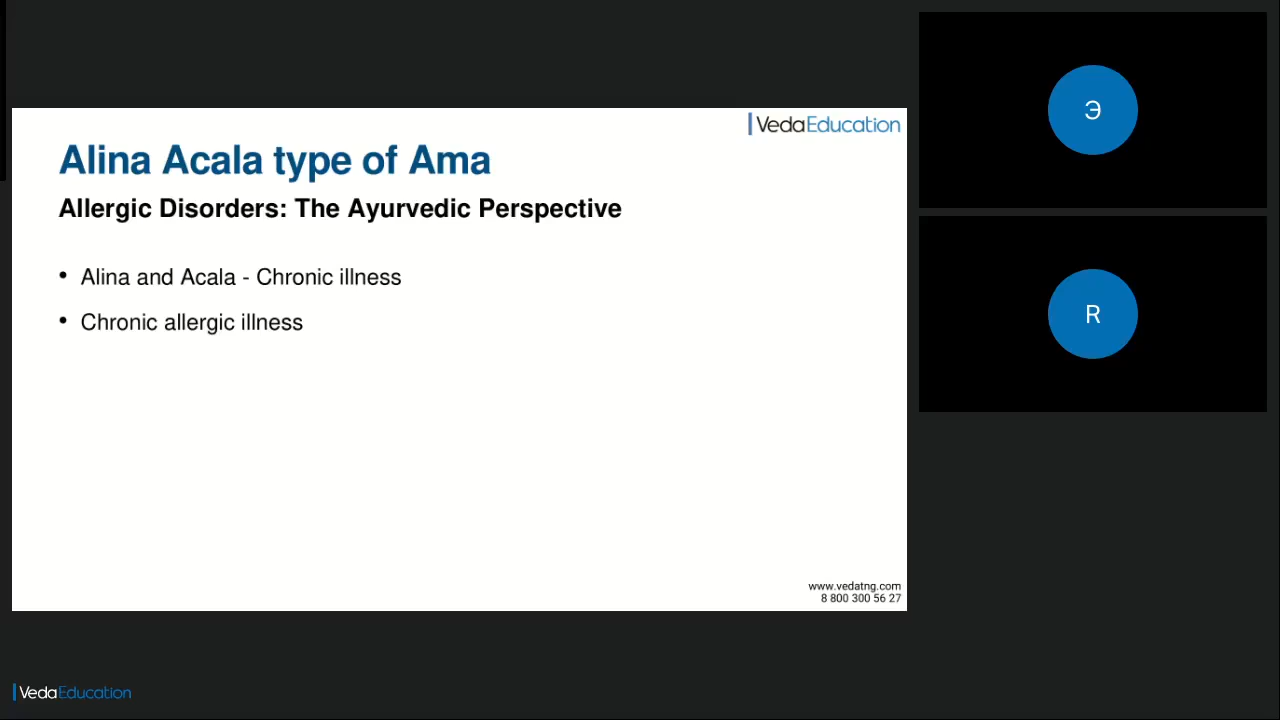 VedaEducation
Alina Acala type of Ama
Allergic Disorders: The Ayurvedic Perspective
• Alina and Acala - Chronic illness
• Chronic allergic illness
www.vedatng.com
8 800 300 56 27
Э
R
VedaEducation